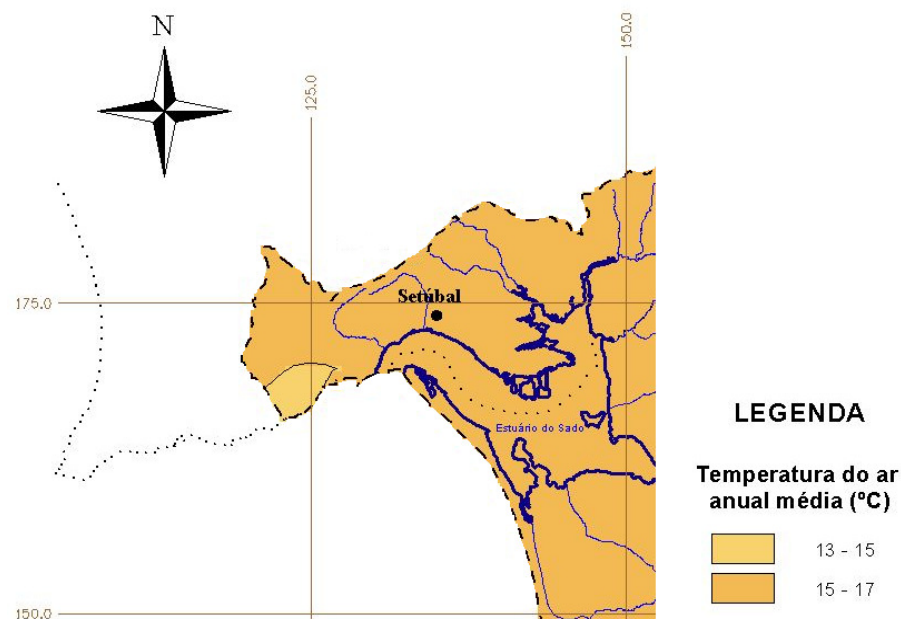 N
125.0
150.0
175.0
Setúbal
Estuário do Sado
150.0
LEGENDA
Temperatura do ar
anual média (ºC)
13 - 15
15 - 17